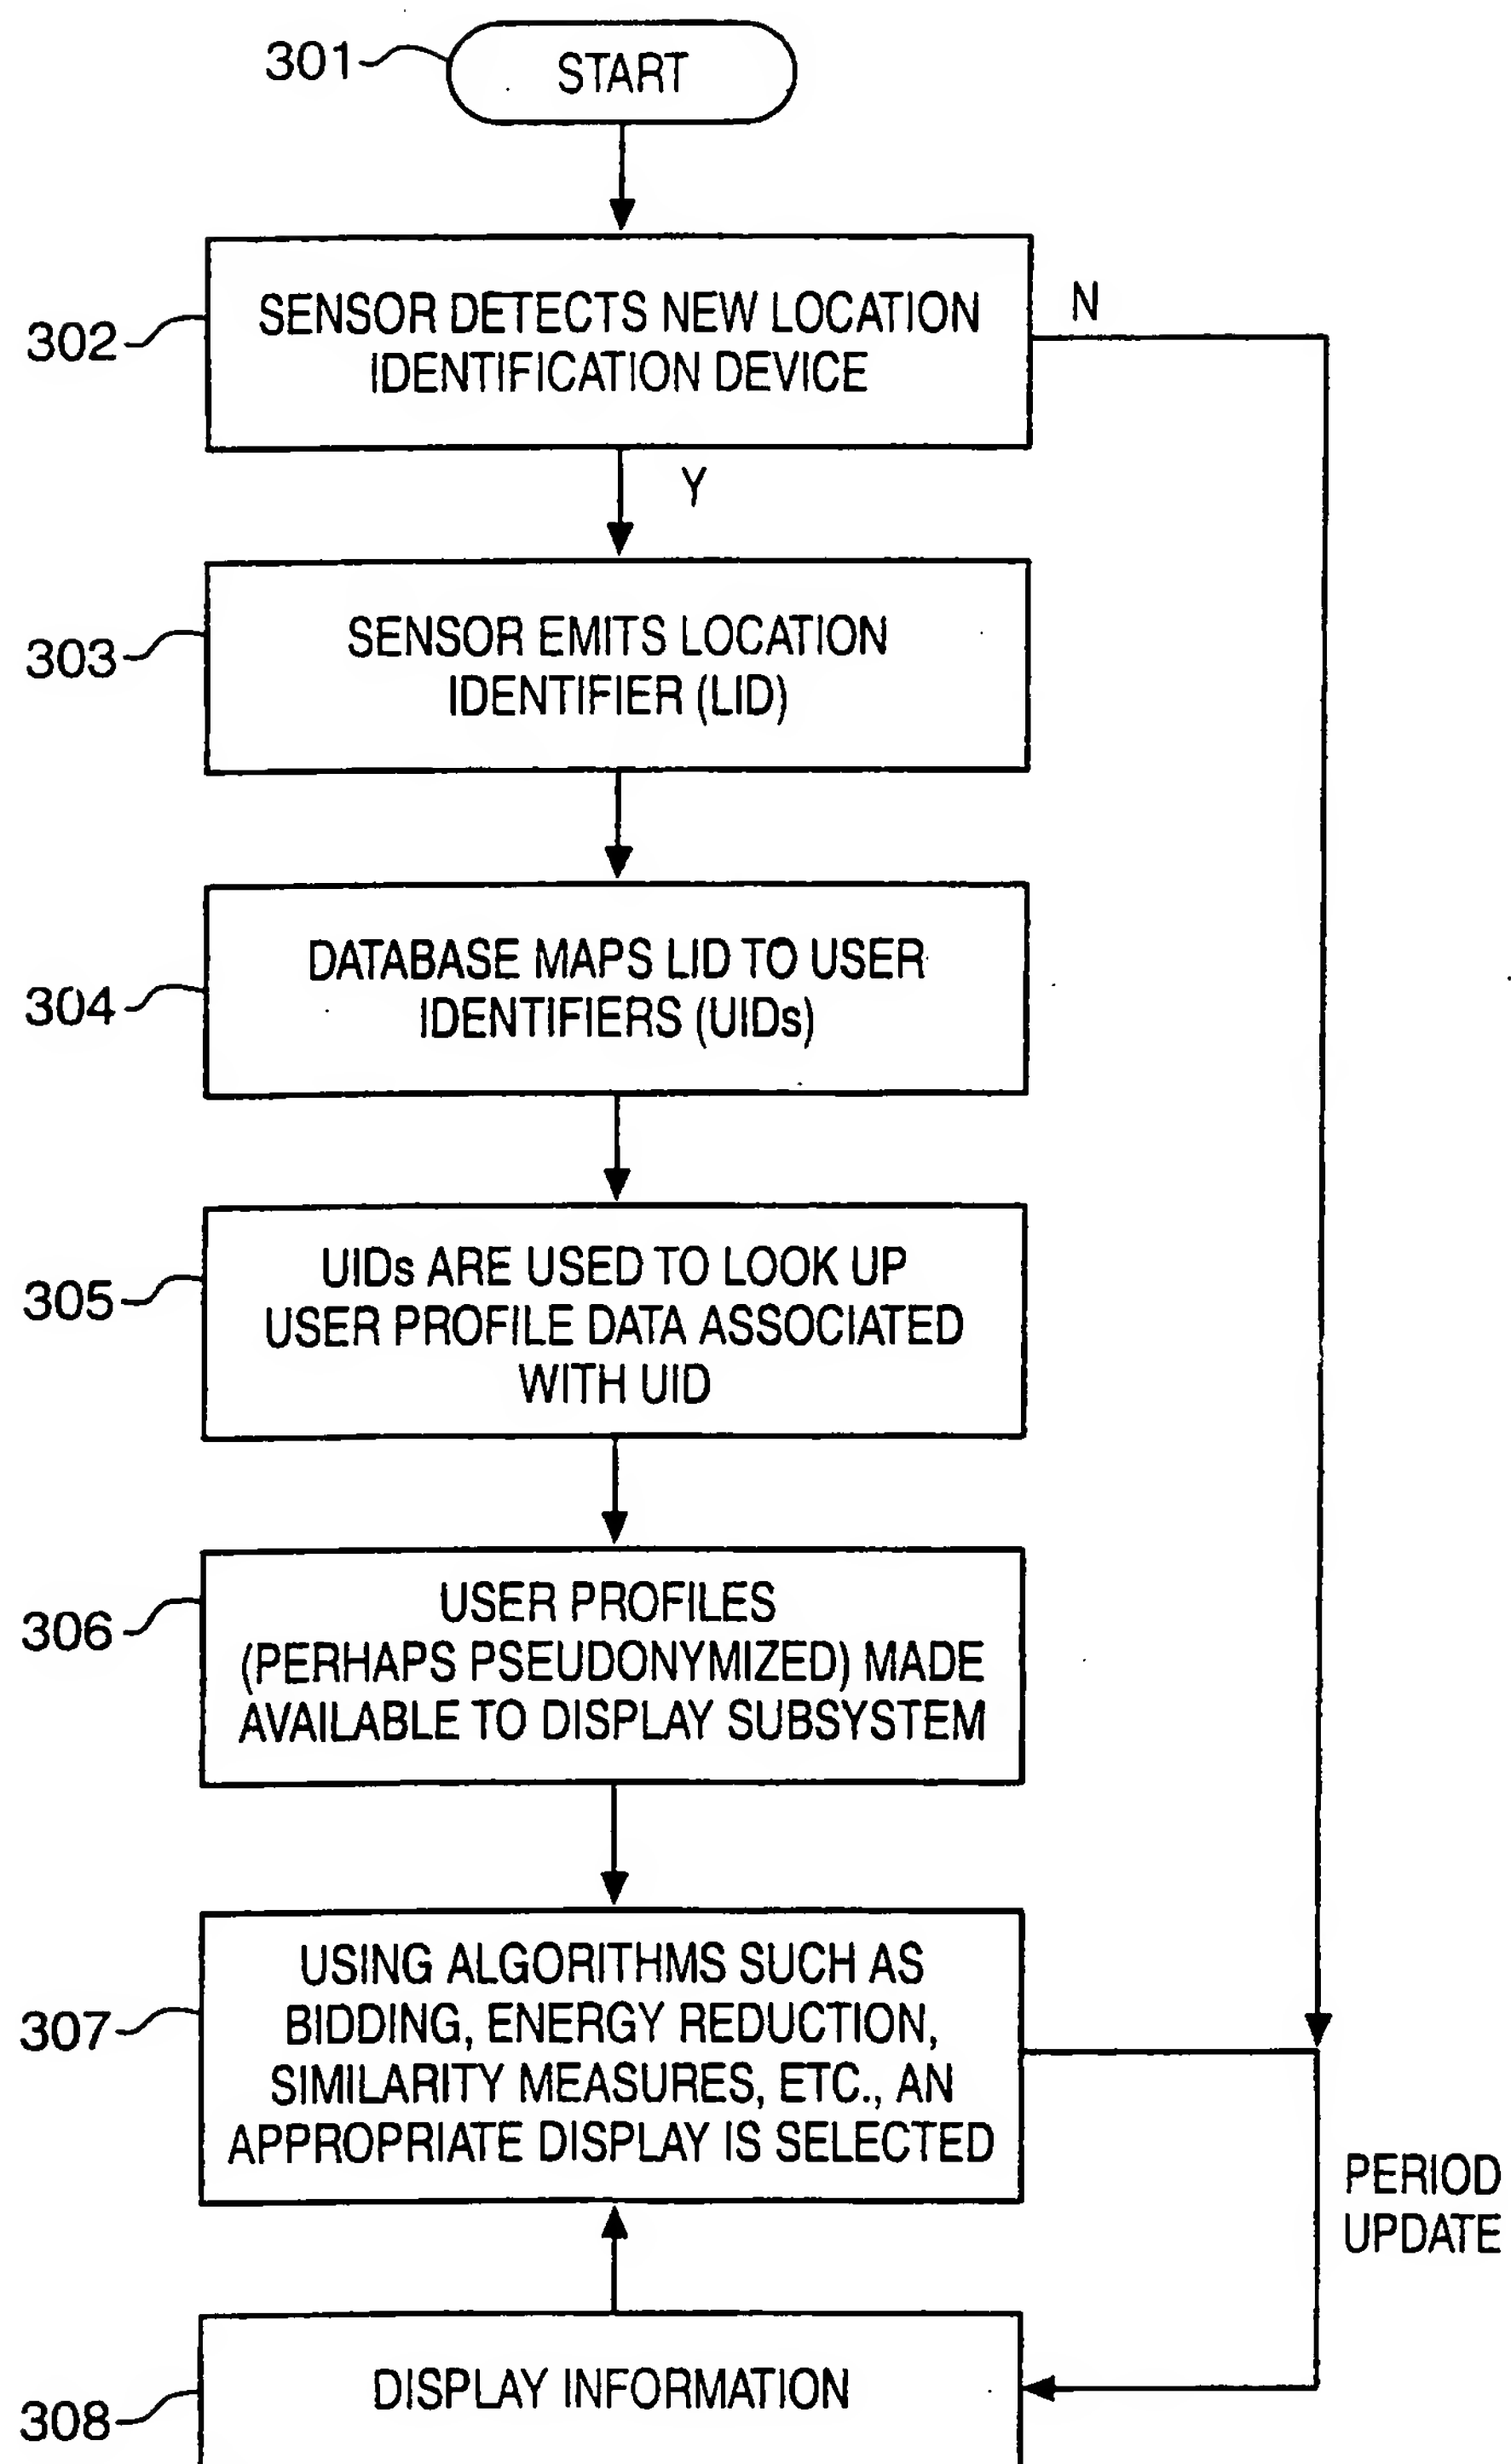 301
START
302
SENSOR DETECTS NEW LOCATION
IDENTIFICATION DEVICE
N
Y
303
SENSOR EMITS LOCATION
IDENTIFIER (LID)
304
DATABASE MAPS LID TO USER
IDENTIFIERS (UIDs)
305
UIDs ARE USED TO LOOK UP
USER PROFILE DATA ASSOCIATED
WITH UID
306
USER PROFILES
(PERHAPS PSEUDONYMIZED) MADE
AVAILABLE TO DISPLAY SUBSYSTEM
307
USING ALGORITHMS SUCH AS
BIDDING, ENERGY REDUCTION,
SIMILARITY MEASURES, ETC., AN
APPROPRIATE DISPLAY IS SELECTED
PERIOD
UPDATE
308
DISPLAY INFORMATION